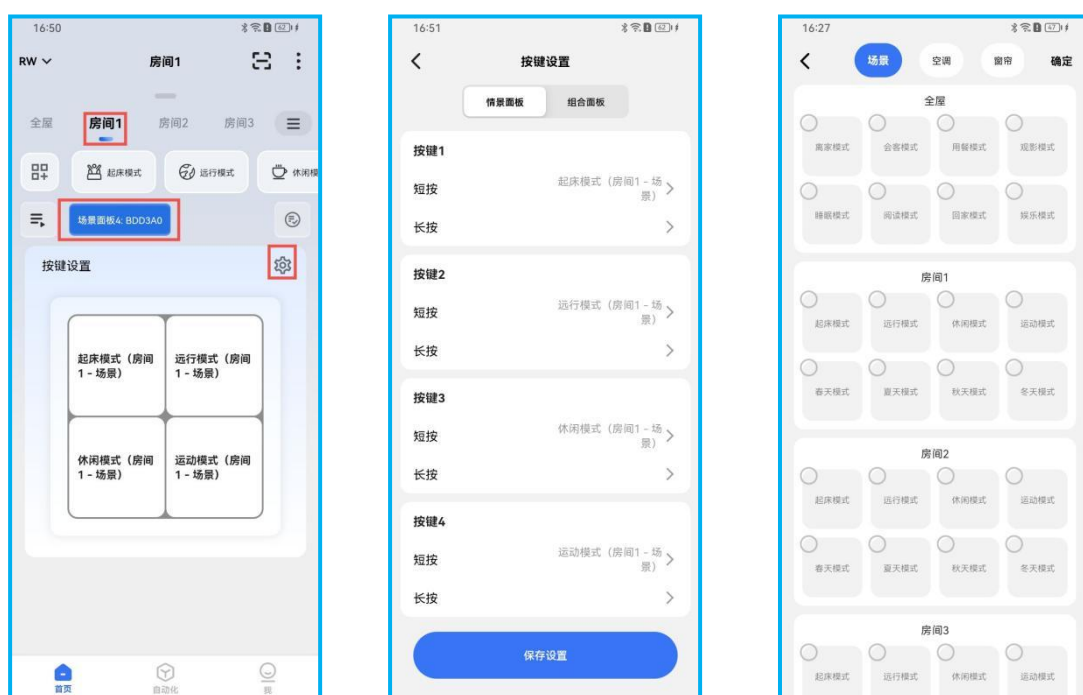 16:50
62
RW
房间1
全屋 房间1 房间2 房间3
起床模式 远行模式 休闲模
场景面板4: BDD3A0
按键设置
起床模式（房间
1 - 场景）
远行模式（房间
1 - 场景）
休闲模式（房间
1 - 场景）
运动模式（房间
1 - 场景）
首页 自动化 我
16:51
62
按键设置
情景面板 组合面板
按键1
短按 起床模式（房间1 - 场
景）
长按
按键2
短按 远行模式（房间1 - 场
景）
长按
按键3
短按 休闲模式（房间1 - 场
景）
长按
按键4
短按 运动模式（房间1 - 场
景）
长按
保存设置
16:27
47
场景 空调 窗帘 确定
全屋
离家模式 会客模式 用餐模式 观影模式
睡眠模式 阅读模式 回家模式 娱乐模式
房间1
起床模式 远行模式 休闲模式 运动模式
春天模式 夏天模式 秋天模式 冬天模式
房间2
起床模式 远行模式 休闲模式 运动模式
春天模式 夏天模式 秋天模式 冬天模式
房间3
起床模式 远行模式 休闲模式 运动模式